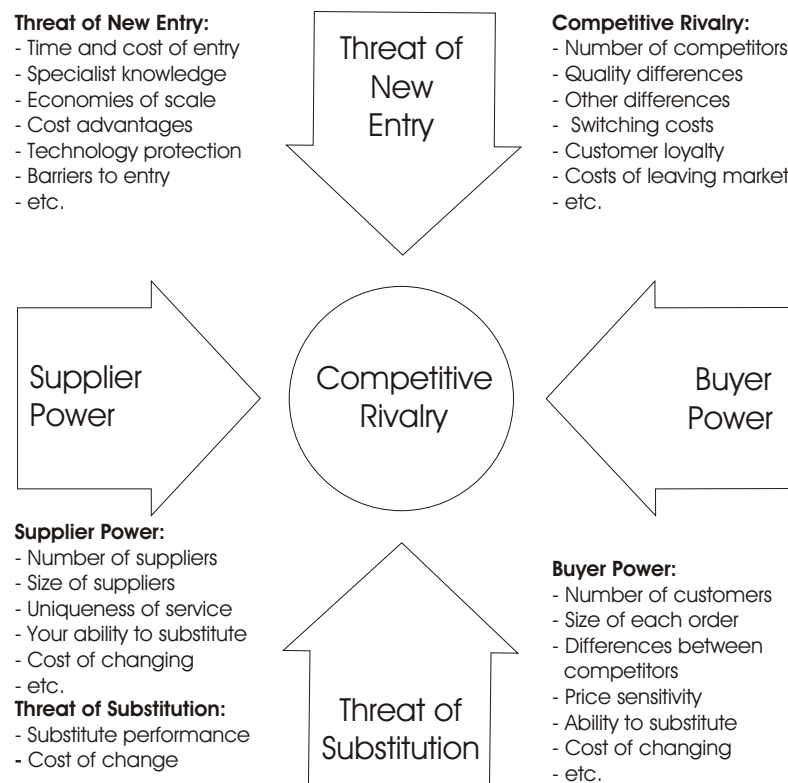 Threat of New Entry:
- Time and cost of entry
- Specialist knowledge
- Economies of scale
- Cost advantages
- Technology protection
- Barriers to entry
- etc.
Threat of
New
Entry
Competitive Rivalry:
- Number of competitors
- Quality differences
- Other differences
- Switching costs
- Customer loyalty
- Costs of leaving market
- etc.
Supplier
Power
Competitive
Rivalry
Buyer
Power
Supplier Power:
- Number of suppliers
- Size of suppliers
- Uniqueness of service
- Your ability to substitute
- Cost of changing
- etc.
Threat of Substitution:
- Substitute performance
- Cost of change
Threat of
Substitution
Buyer Power:
- Number of customers
- Size of each order
- Differences between
competitors
- Price sensitivity
- Ability to substitute
- Cost of changing
- etc.